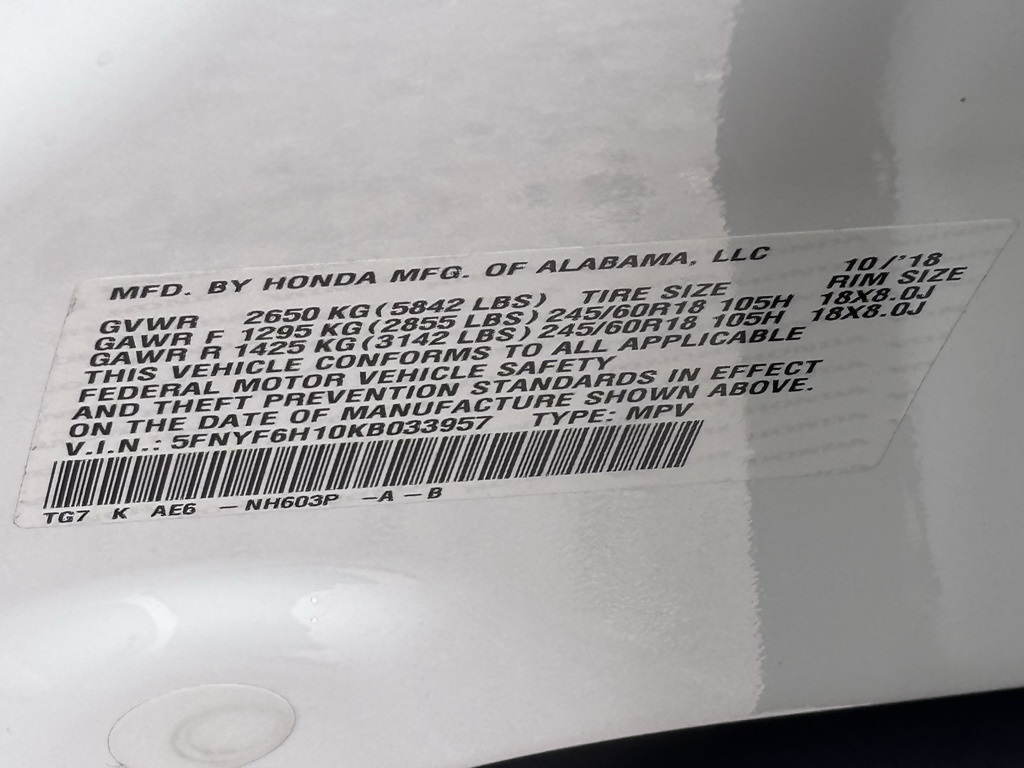 MFD. BY HONDA MFG. OF ALABAMA, LLC 10/'18
GVWR 2650 KG(5842 LBS) TIRE SIZE RIM SIZE
GAWR F 1295 KG(2855 LBS) 245/60R18 105H 18X8.0J
GAWR R 1425 KG(3142 LBS) 245/60R18 105H 18X8.0J
THIS VEHICLE CONFORMS TO ALL APPLICABLE
FEDERAL MOTOR VEHICLE SAFETY
AND THEFT PREVENTION STANDARDS IN EFFECT
ON THE DATE OF MANUFACTURE SHOWN ABOVE.
V.I.N.: 5FNYF6H10KB033957 TYPE: MPV
TG7 K AE6 -NH603P -A-B